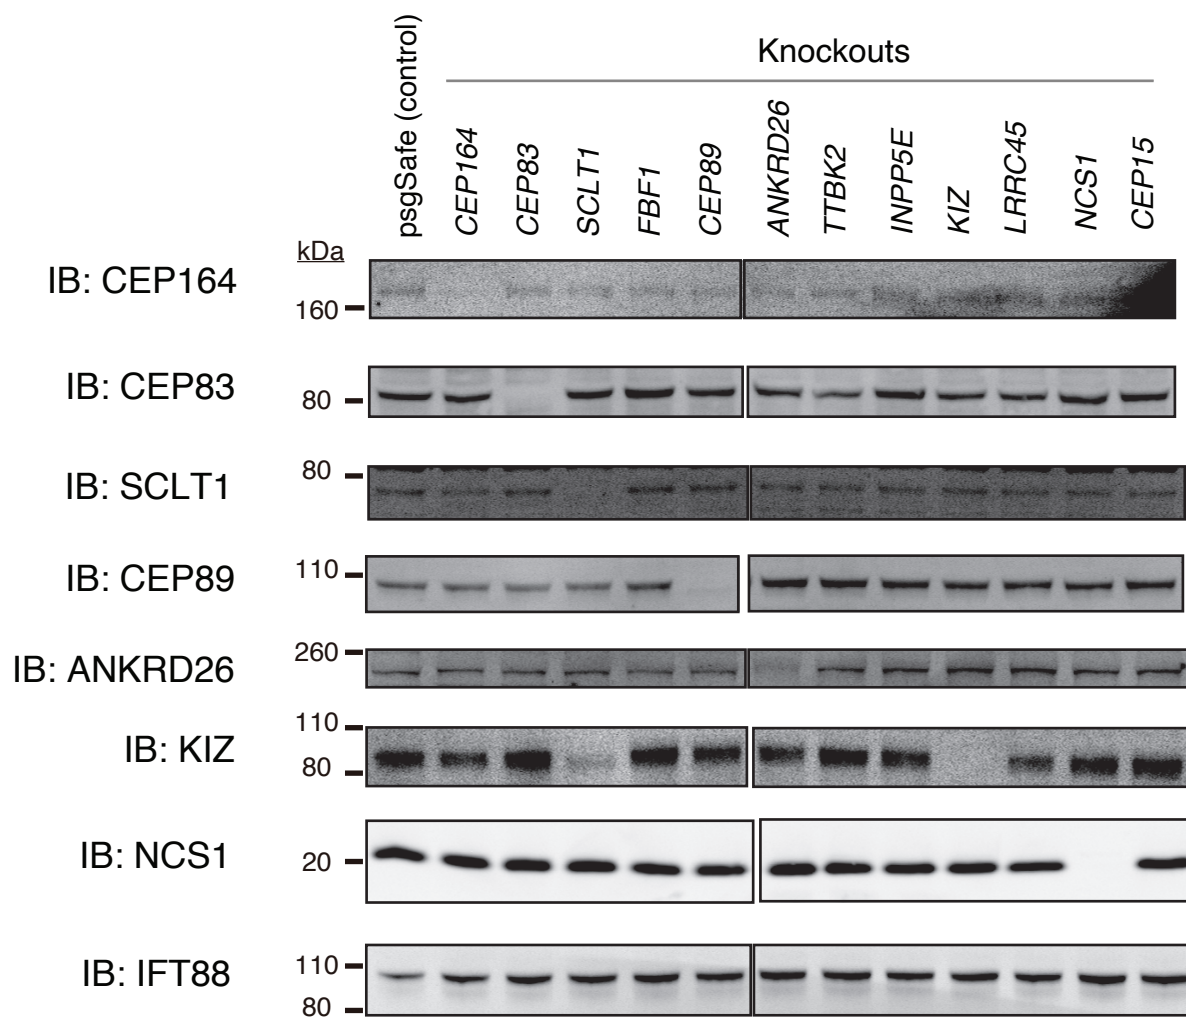 Knockouts
psgSafe (control)
CEP164
CEP83
SCLT1
FBF1
CEP89
ANKRD26
TTBK2
INPP5E
KIZ
LRRC45
NCS1
CEP15
kDa
IB: CEP164
160
IB: CEP83
80
IB: SCLT1
80
IB: CEP89
110
IB: ANKRD26
260
IB: KIZ
110
80
IB: NCS1
20
IB: IFT88
110
80